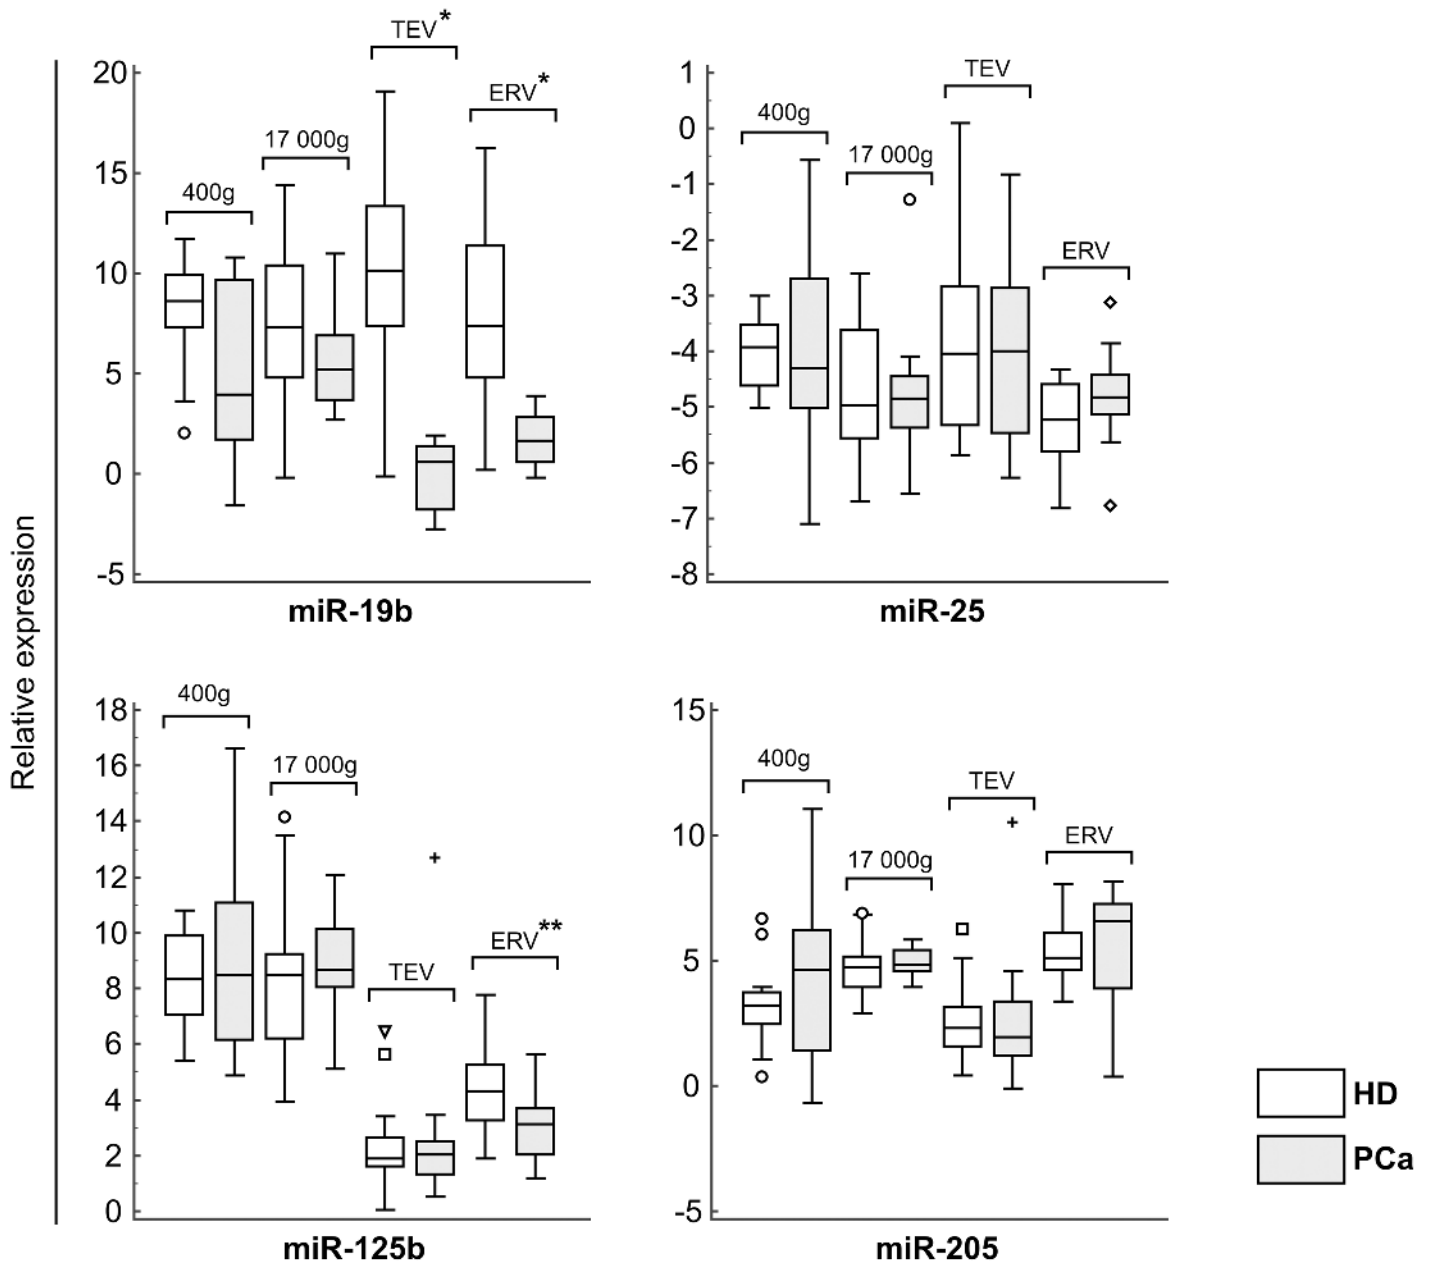 Relative expression
TEV*
ERV*
17 000g
400g
20
15
10
5
0
-5
miR-19b
TEV
400g
17 000g
ERV
1
0
-1
-2
-3
-4
-5
-6
-7
-8
miR-25
400g
17 000g
ERV**
TEV
18
16
14
12
10
8
6
4
2
0
miR-125b
400g
TEV
ERV
17 000g
15
10
5
0
-5
miR-205
HD
PCa